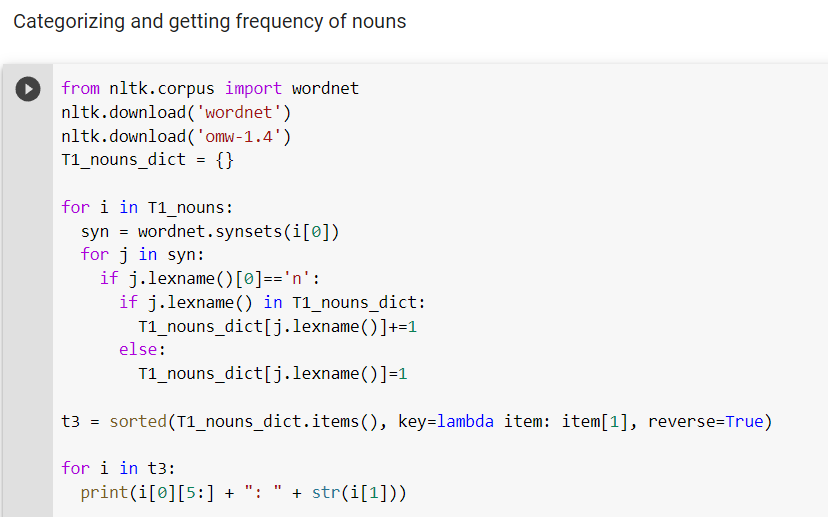 Categorizing and getting frequency of nouns
from nltk.corpus import wordnet
nltk.download('wordnet')
nltk.download('omw-1.4')
T1_nouns_dict = {}
for i in T1_nouns:
  syn = wordnet.synsets(i[0])
  for j in syn:
    if j.lexname()[0]=='n':
      if j.lexname() in T1_nouns_dict:
        T1_nouns_dict[j.lexname()]+=1
      else:
        T1_nouns_dict[j.lexname()]=1
t3 = sorted(T1_nouns_dict.items(), key=lambda item: item[1], reverse=True)
for i in t3:
  print(i[0][5:] + ": " + str(i[1]))